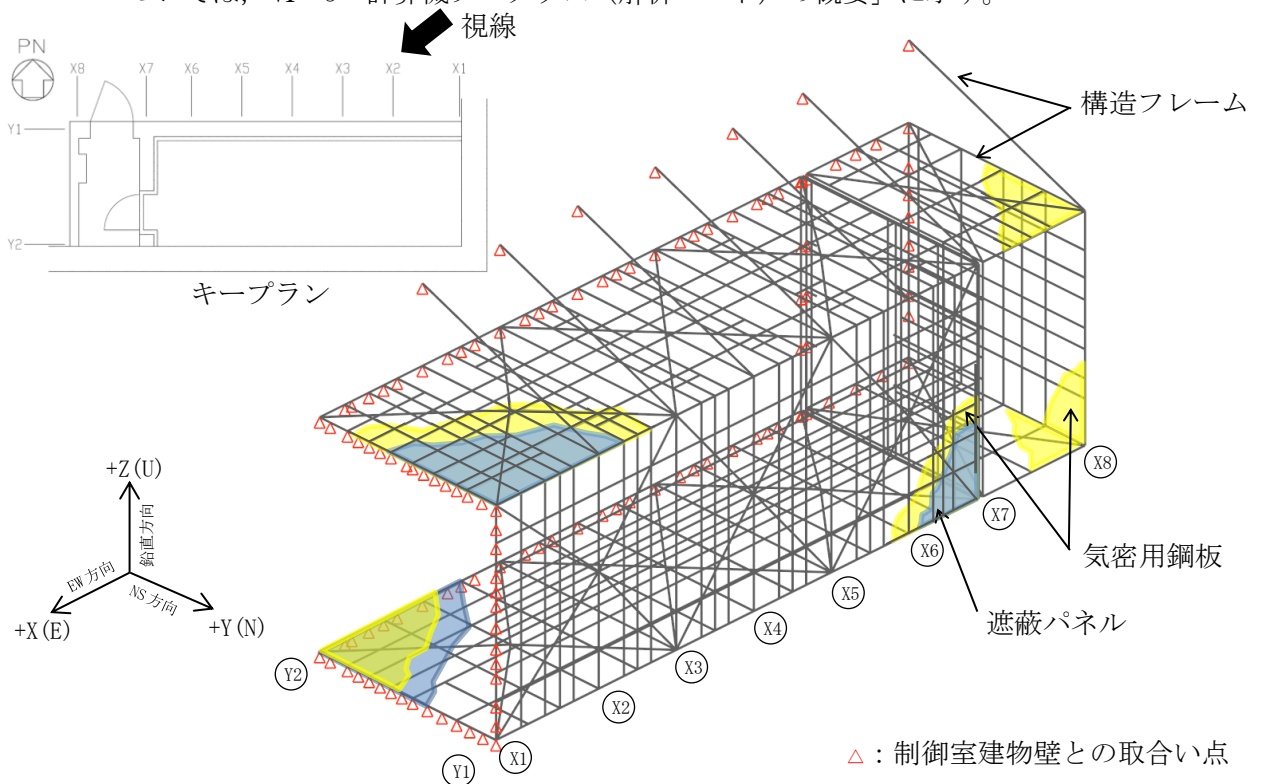 視線
PN
X8 X7 X6 X5 X4 X3 X2 X1
Y1
Y2
キープラン
構造フレーム
+Z(U)
鉛直方向
EW方向
NS方向
+X(E)
+Y(N)
X8
X7
X6
X5
X4
X3
X2
X1
Y2
Y1
気密用鋼板
遮蔽パネル
△：制御室建物壁との取合い点